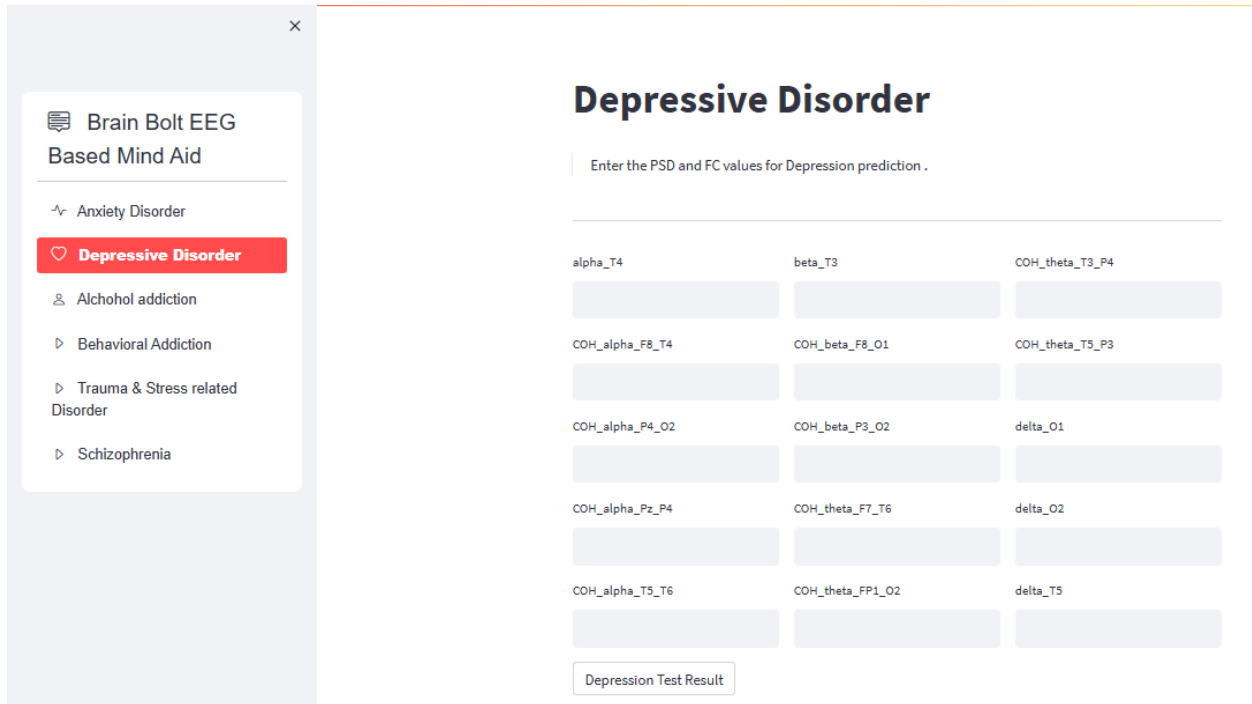 ×
Brain Bolt EEG
Based Mind Aid
Anxiety Disorder
Depressive Disorder
Alchohol addiction
Behavioral Addiction
Trauma & Stress related
Disorder
Schizophrenia
Depressive Disorder
Enter the PSD and FC values for Depression prediction .
alpha_T4
beta_T3
COH_theta_T3_P4
COH_alpha_F8_T4
COH_beta_F8_O1
COH_theta_T5_P3
COH_alpha_P4_O2
COH_beta_P3_O2
delta_O1
COH_alpha_Pz_P4
COH_theta_F7_T6
delta_O2
COH_alpha_T5_T6
COH_theta_FP1_O2
delta_T5
Depression Test Result